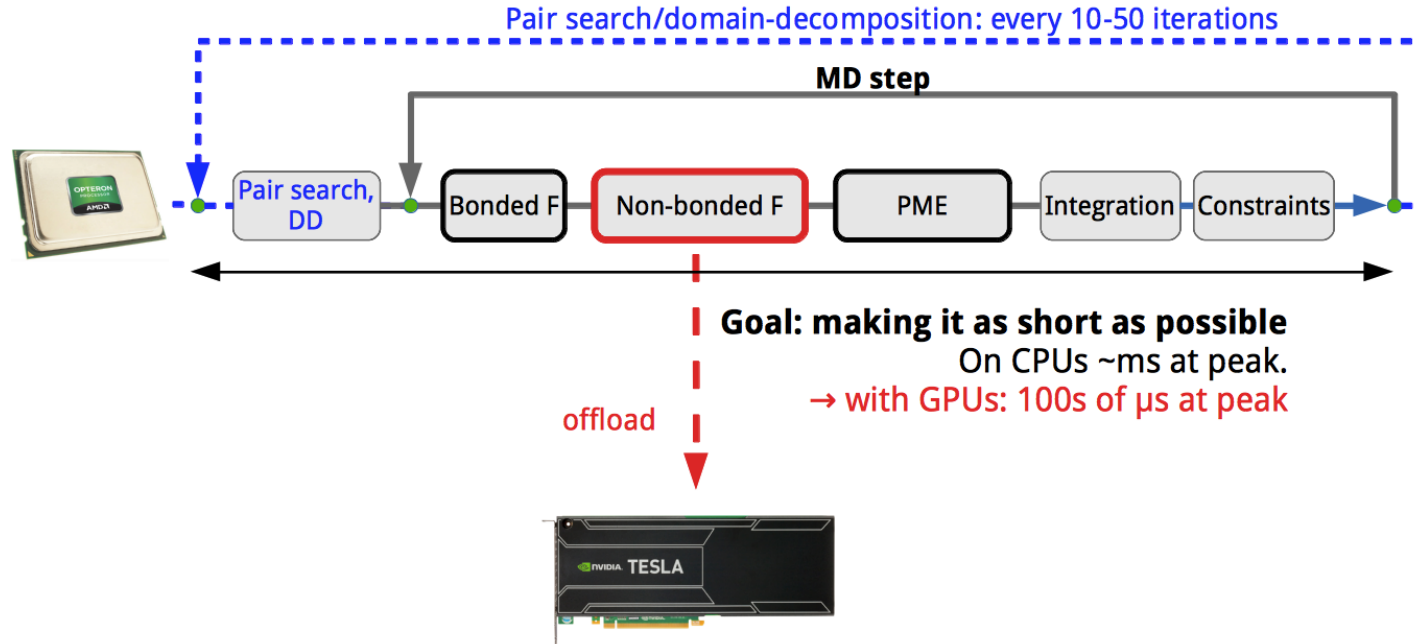 Pair search/domain-decomposition: every 10-50 iterations
MD step
OPTERON
PROCESSOR
AMD
Pair search,
DD
Bonded F
Non-bonded F
PME
Integration
Constraints
Goal: making it as short as possible
On CPUs ~ms at peak.
→ with GPUs: 100s of µs at peak
offload
NVIDIA. TESLA